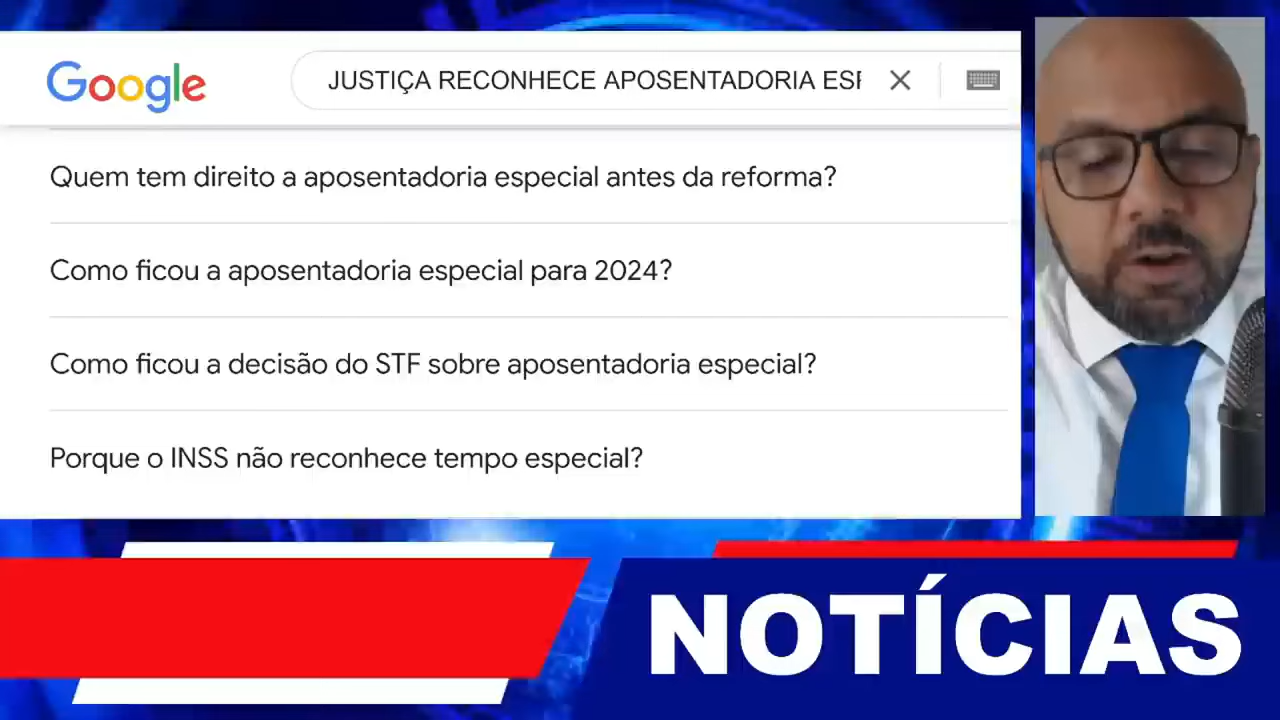 Google
JUSTIÇA RECONHECE APOSENTADORIA ESP
Quem tem direito a aposentadoria especial antes da reforma?
Como ficou a aposentadoria especial para 2024?
Como ficou a decisão do STF sobre aposentadoria especial?
Porque o INSS não reconhece tempo especial?
NOTÍCIAS